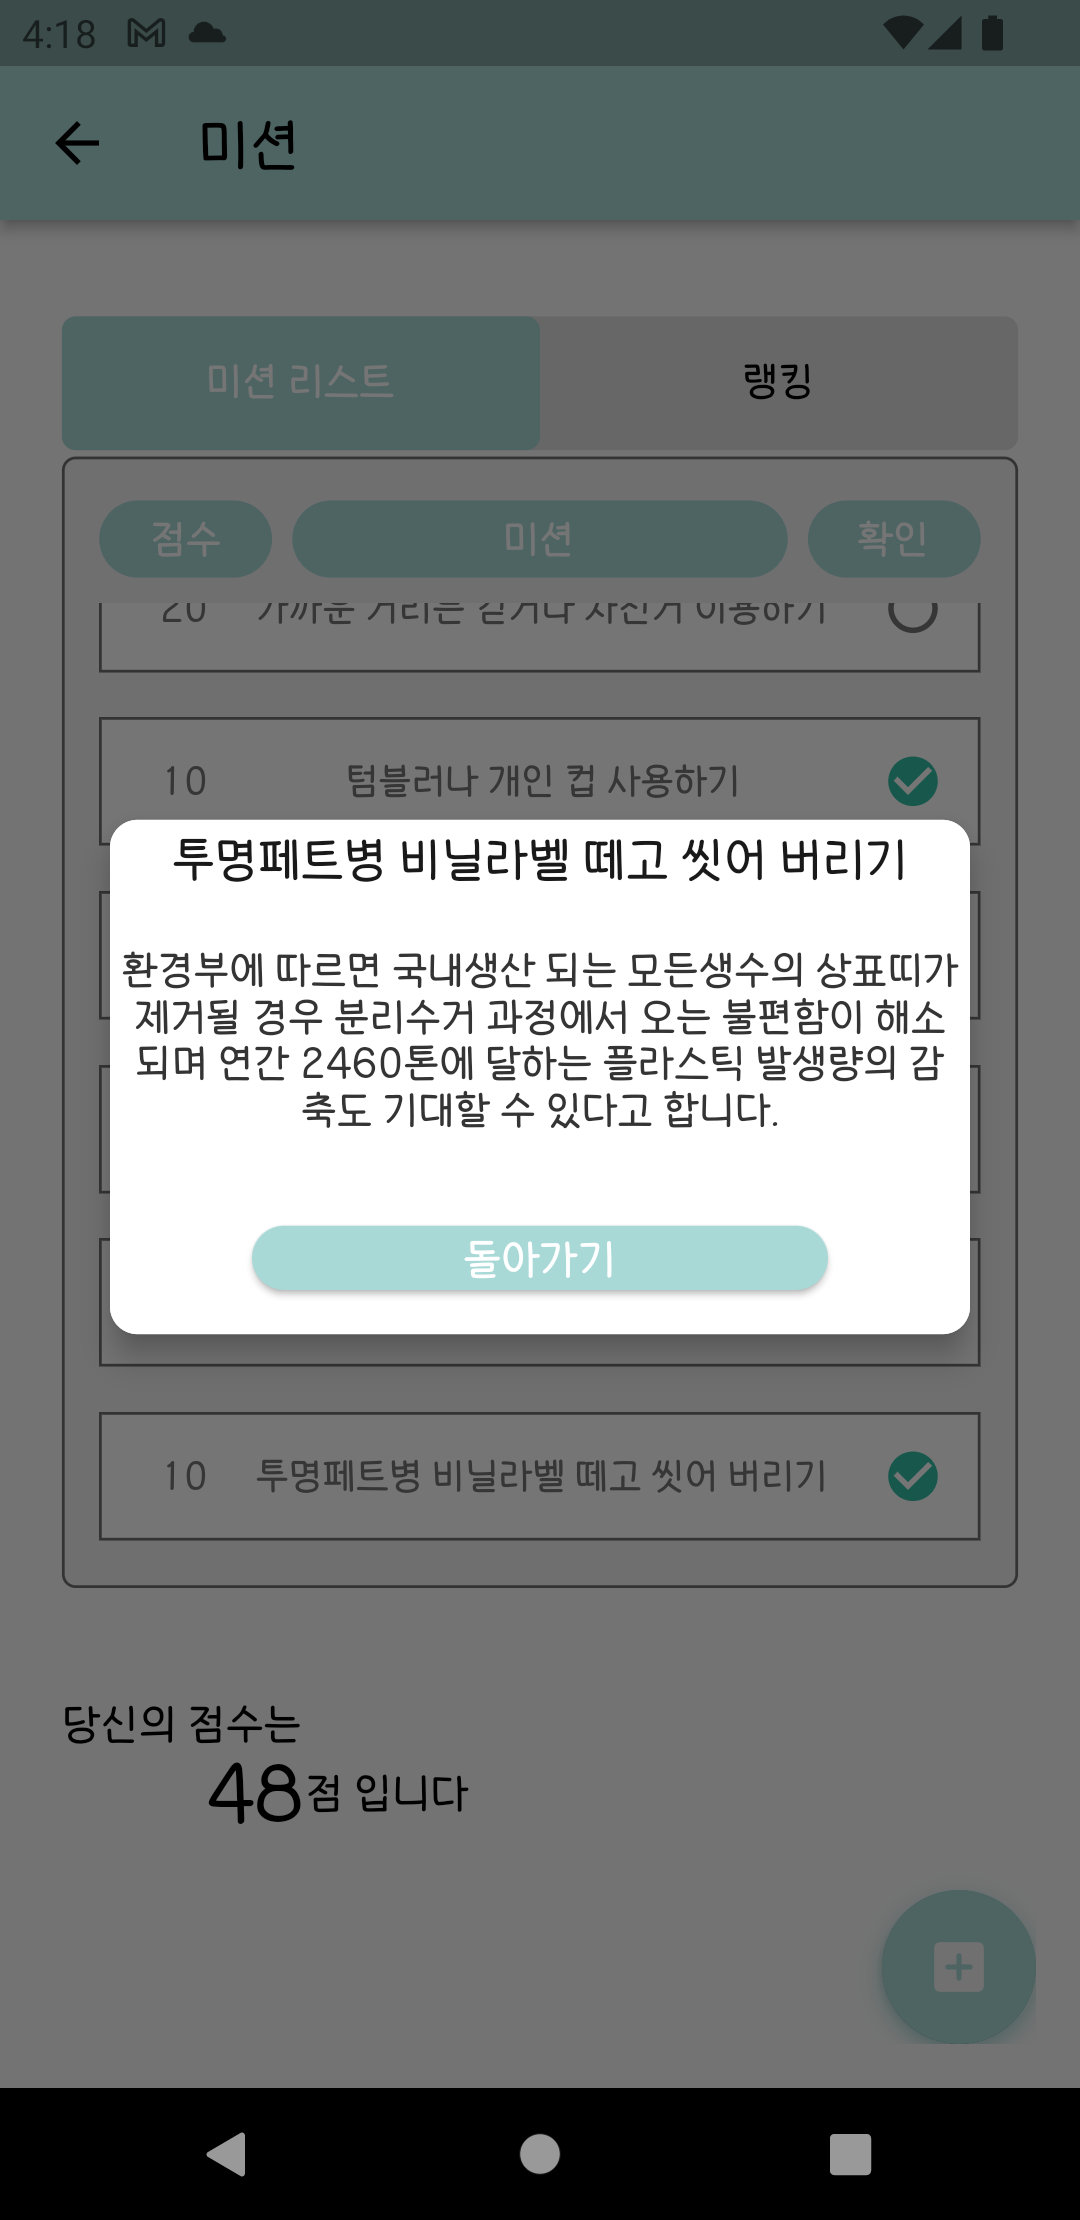 4:18
미션
미션 리스트
랭킹
점수
미션
확인
20 가까운 거리는 걷거나 자전거 이용하기
10 텀블러나 개인 컵 사용하기
투명페트병 비닐라벨 떼고 씻어 버리기
환경부에 따르면 국내생산 되는 모든생수의 상표띠가
제거될 경우 분리수거 과정에서 오는 불편함이 해소
되며 연간 2460톤에 달하는 플라스틱 발생량의 감
축도 기대할 수 있다고 합니다.
돌아가기
10 투명페트병 비닐라벨 떼고 씻어 버리기
당신의 점수는
48점 입니다